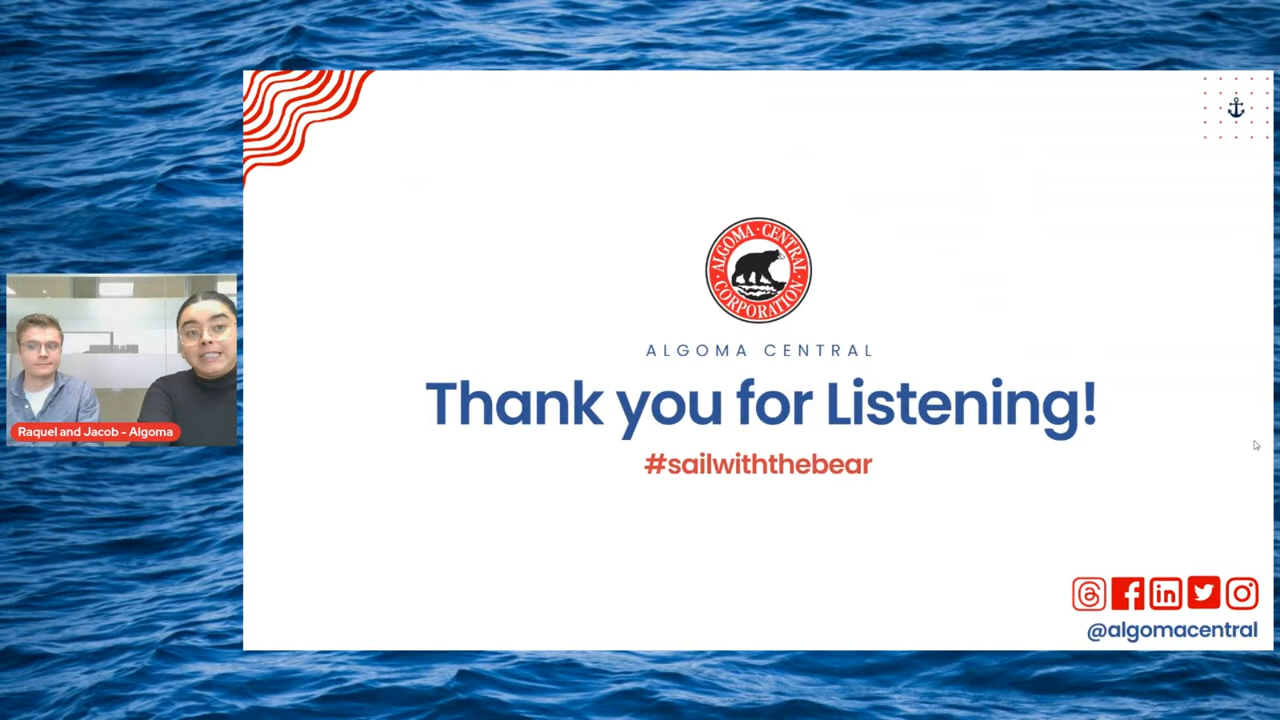 ALGOMA · CENTRAL
· CORPORATION ·
ALGOMA CENTRAL
Thank you for Listening!
#sailwiththebear
Raquel and Jacob - Algoma
@algomacentral